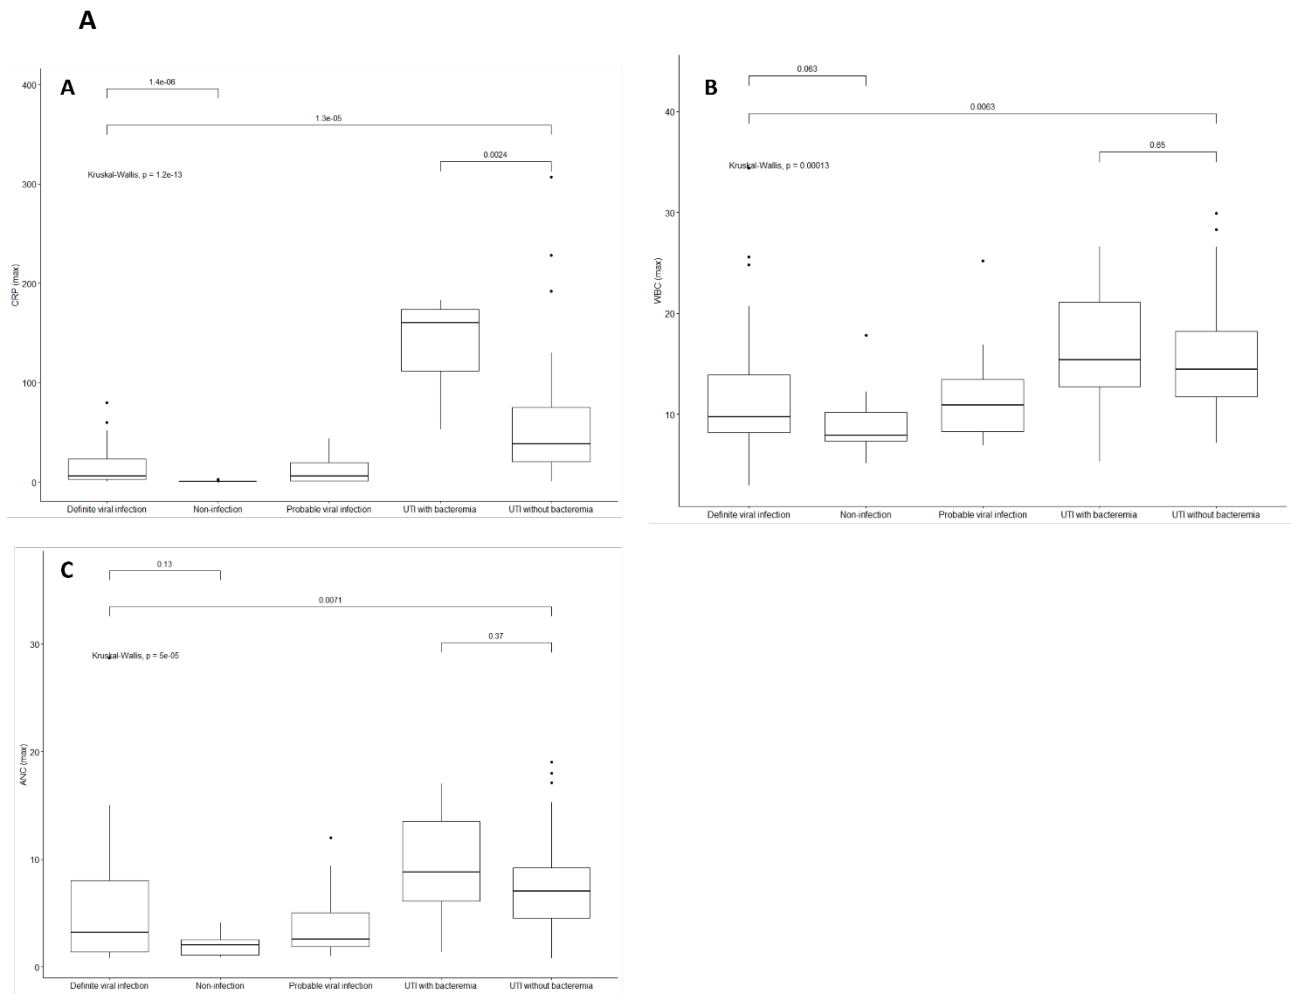 A
A
400
300
200
100
0
CRP (max)
1.4e-06
1.3e-05
0.0024
Kruskal-Wallis, p = 1.2e-13
Definite viral infection
Non-infection
Probable viral infection
UTI with bacteremia
UTI without bacteremia
B
40
30
20
10
WBC (max)
0.063
0.0063
0.65
Kruskal-Wallis, p = 0.00013
Definite viral infection
Non-infection
Probable viral infection
UTI with bacteremia
UTI without bacteremia
C
30
20
10
0
ANC (max)
0.13
0.0071
0.37
Kruskal-Wallis, p = 5e-05
Definite viral infection
Non-infection
Probable viral infection
UTI with bacteremia
UTI without bacteremia